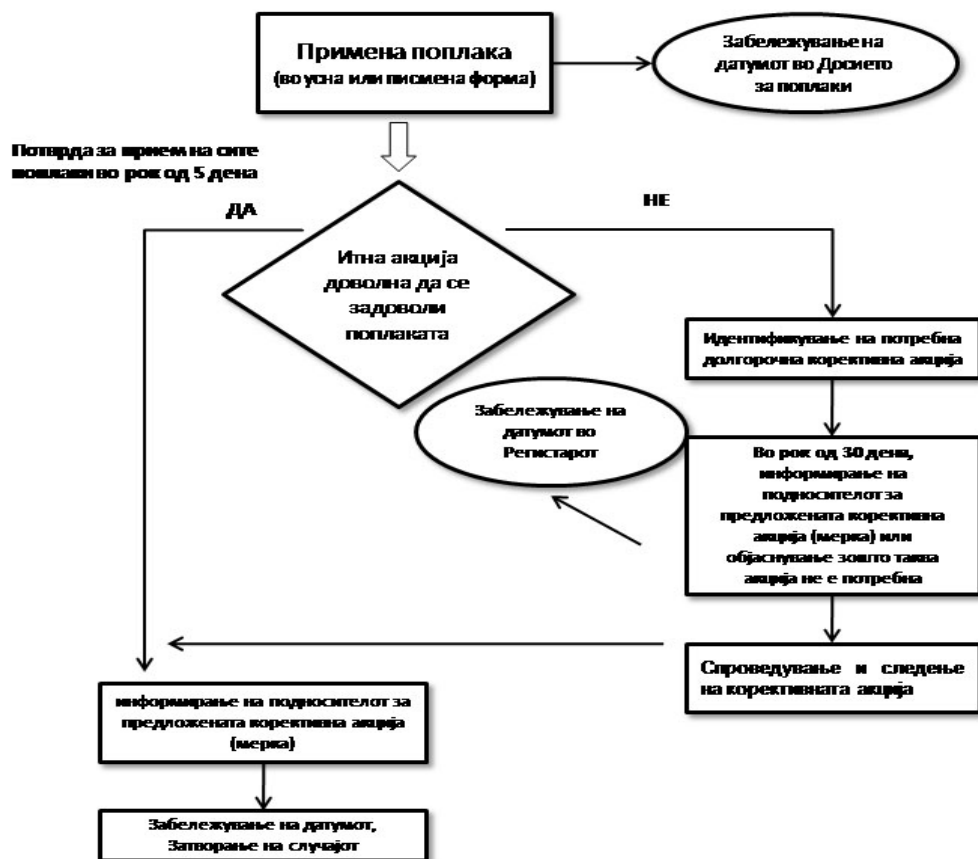 Примена поплака
(во усна или писмена форма)
Забележување на
датумот во Досието
за поплаки
Потврда за прием на сите
поплаки во рок од 5 дена
ДА
НЕ
Итна акција
доволна да се
задоволи
поплаката
Идентификување на потребна
долгорочна корективна акција
Забележување на
датумот во
Регистарот
Во рок од 30 дена,
информирање на
подносителот за
предложената корективна
акција (мерка) или
објаснување зошто таква
акција не е потребна
Спроведување и следење
на корективната акција
информирање на подносителот за
предложената корективна акција
(мерка)
Забележување на датумот,
Затворање на случајот